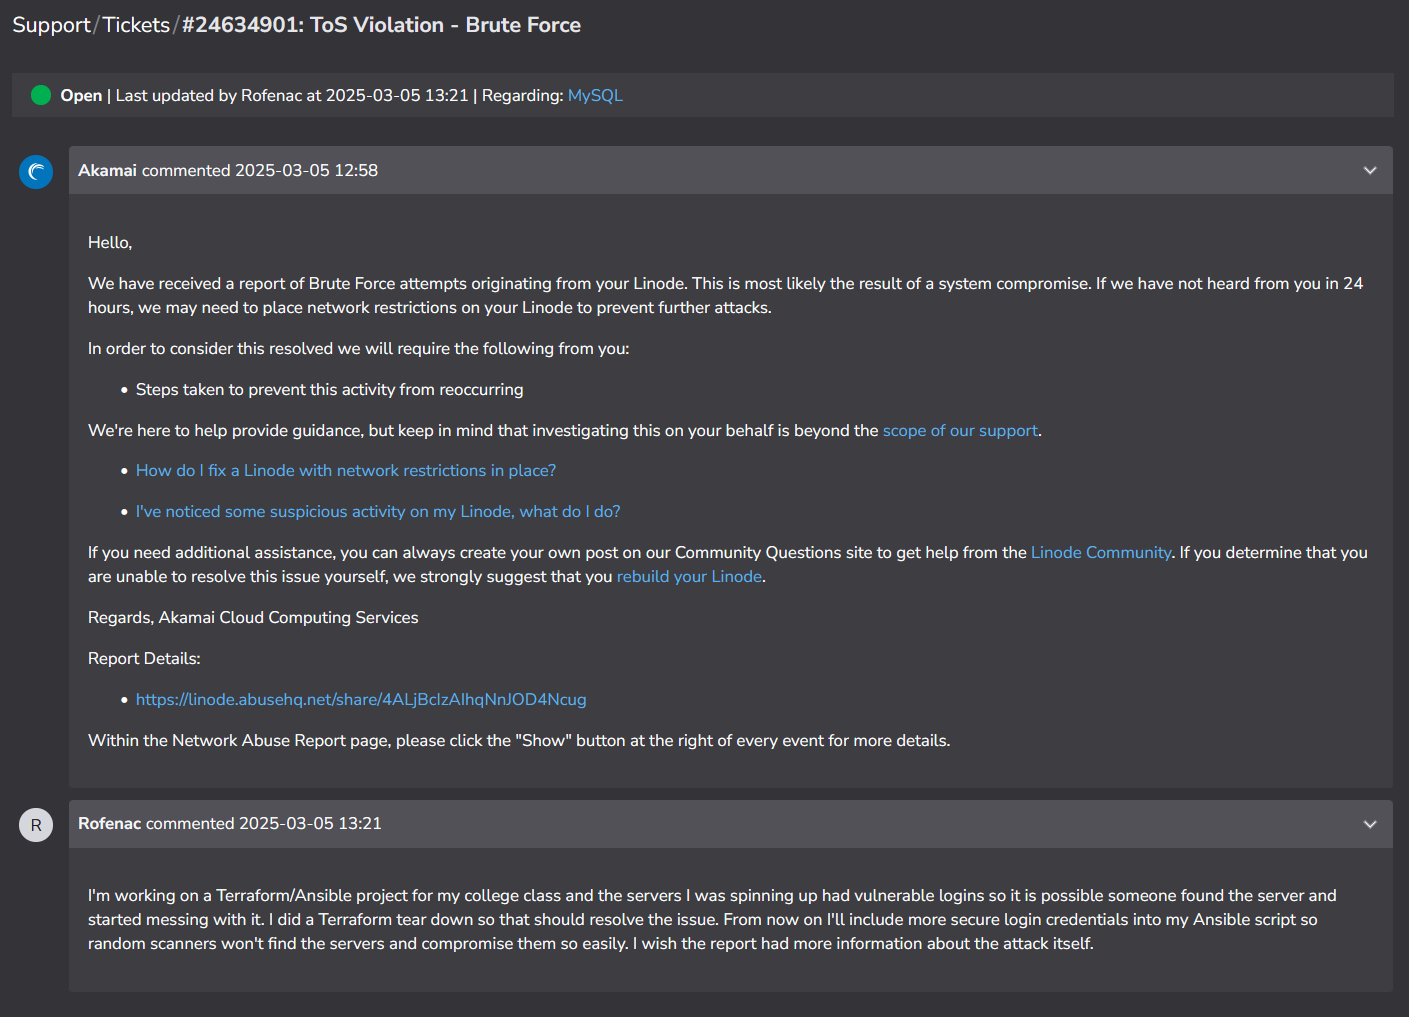 Support/Tickets/#24634901: ToS Violation - Brute Force
Open | Last updated by Rofenac at 2025-03-05 13:21 | Regarding: MySQL
Akamai commented 2025-03-05 12:58
Hello,
We have received a report of Brute Force attempts originating from your Linode. This is most likely the result of a system compromise. If we have not heard from you in 24
hours, we may need to place network restrictions on your Linode to prevent further attacks.
In order to consider this resolved we will require the following from you:
• Steps taken to prevent this activity from reoccurring
We're here to help provide guidance, but keep in mind that investigating this on your behalf is beyond the scope of our support.
• How do I fix a Linode with network restrictions in place?
• I've noticed some suspicious activity on my Linode, what do I do?
If you need additional assistance, you can always create your own post on our Community Questions site to get help from the Linode Community. If you determine that you
are unable to resolve this issue yourself, we strongly suggest that you rebuild your Linode.
Regards, Akamai Cloud Computing Services
Report Details:
• https://linode.abusehq.net/share/4ALjBcIzAIhqNnJOD4Ncug
Within the Network Abuse Report page, please click the "Show" button at the right of every event for more details.
R
Rofenac commented 2025-03-05 13:21
I'm working on a Terraform/Ansible project for my college class and the servers I was spinning up had vulnerable logins so it is possible someone found the server and
started messing with it. I did a Terraform tear down so that should resolve the issue. From now on I'll include more secure login credentials into my Ansible script so
random scanners won't find the servers and compromise them so easily. I wish the report had more information about the attack itself.